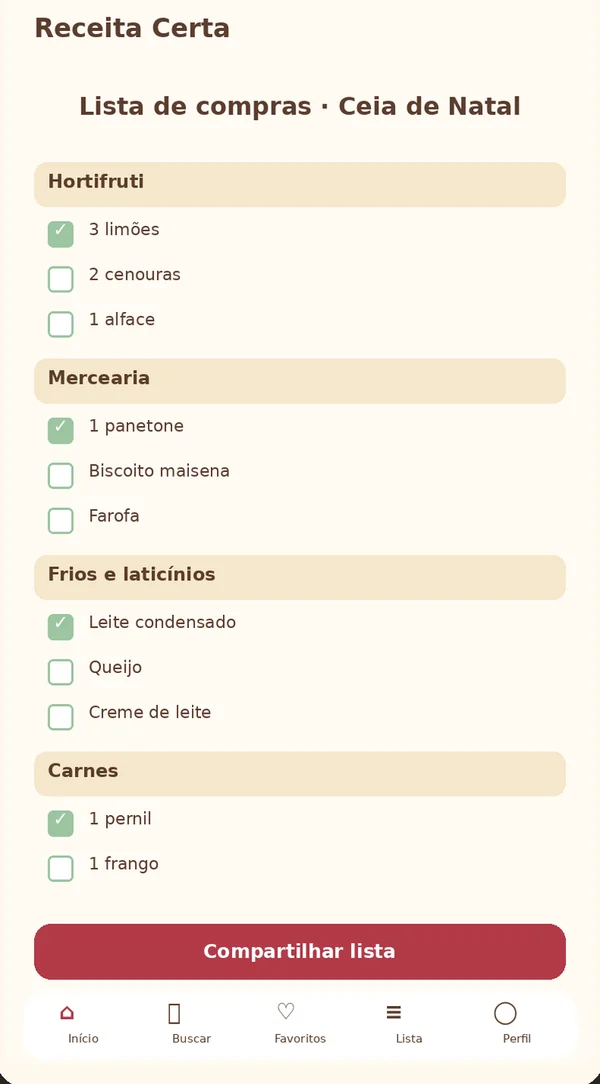 Receita Certa
Lista de compras · Ceia de Natal
Hortifruti
✓ 3 limões
2 cenouras
1 alface
Mercearia
✓ 1 panetone
Biscoito maisena
Farofa
Frios e laticínios
✓ Leite condensado
Queijo
Creme de leite
Carnes
✓ 1 pernil
1 frango
Compartilhar lista
Início Buscar Favoritos Lista Perfil